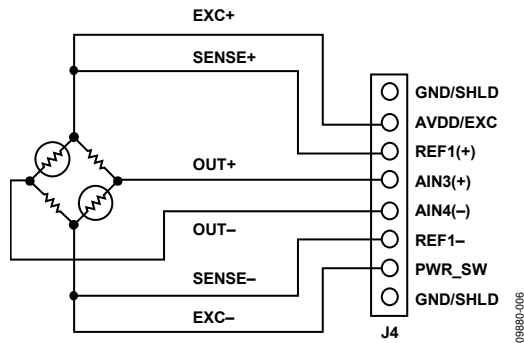 EXC+
SENSE+
OUT+
OUT–
SENSE–
EXC–
GND/SHLD
AVDD/EXC
REF1(+)
AIN3(+)
AIN4(–)
REF1–
PWR_SW
GND/SHLD
J4
09880-006